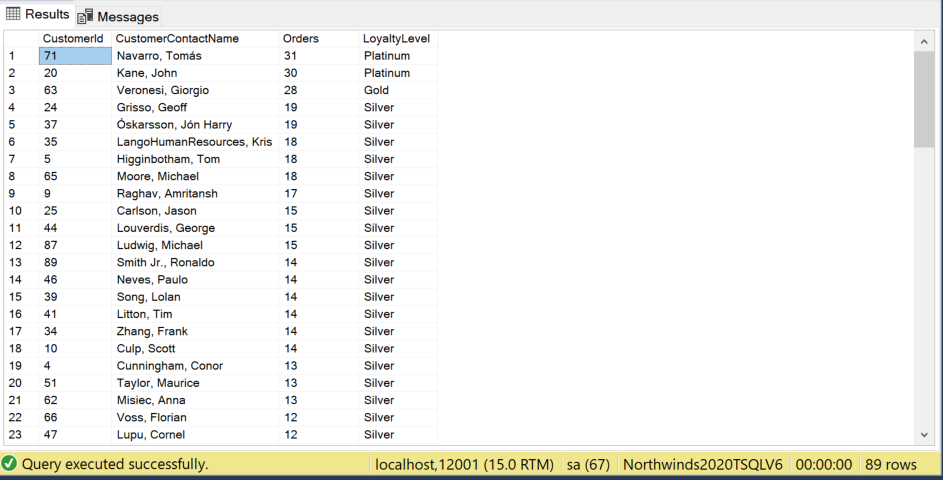 Results Messages
CustomerId CustomerContactName Orders LoyaltyLevel
1 71 Navarro, Tomás 31 Platinum
2 20 Kane, John 30 Platinum
3 63 Veronesi, Giorgio 28 Gold
4 24 Grisso, Geoff 19 Silver
5 37 Óskarsson, Jón Harry 19 Silver
6 35 LangoHumanResources, Kris 18 Silver
7 5 Higginbotham, Tom 18 Silver
8 65 Moore, Michael 18 Silver
9 9 Raghav, Amritansh 17 Silver
10 25 Carlson, Jason 15 Silver
11 44 Louverdis, George 15 Silver
12 87 Ludwig, Michael 15 Silver
13 89 Smith Jr., Ronaldo 14 Silver
14 46 Neves, Paulo 14 Silver
15 39 Song, Lolan 14 Silver
16 41 Litton, Tim 14 Silver
17 34 Zhang, Frank 14 Silver
18 10 Culp, Scott 14 Silver
19 4 Cunningham, Conor 13 Silver
20 51 Taylor, Maurice 13 Silver
21 62 Misiec, Anna 13 Silver
22 66 Voss, Florian 12 Silver
23 47 Lupu, Cornel 12 Silver
Query executed successfully. localhost,12001 (15.0 RTM) sa (67) Northwinds2020TSQLV6 00:00:00 89 rows